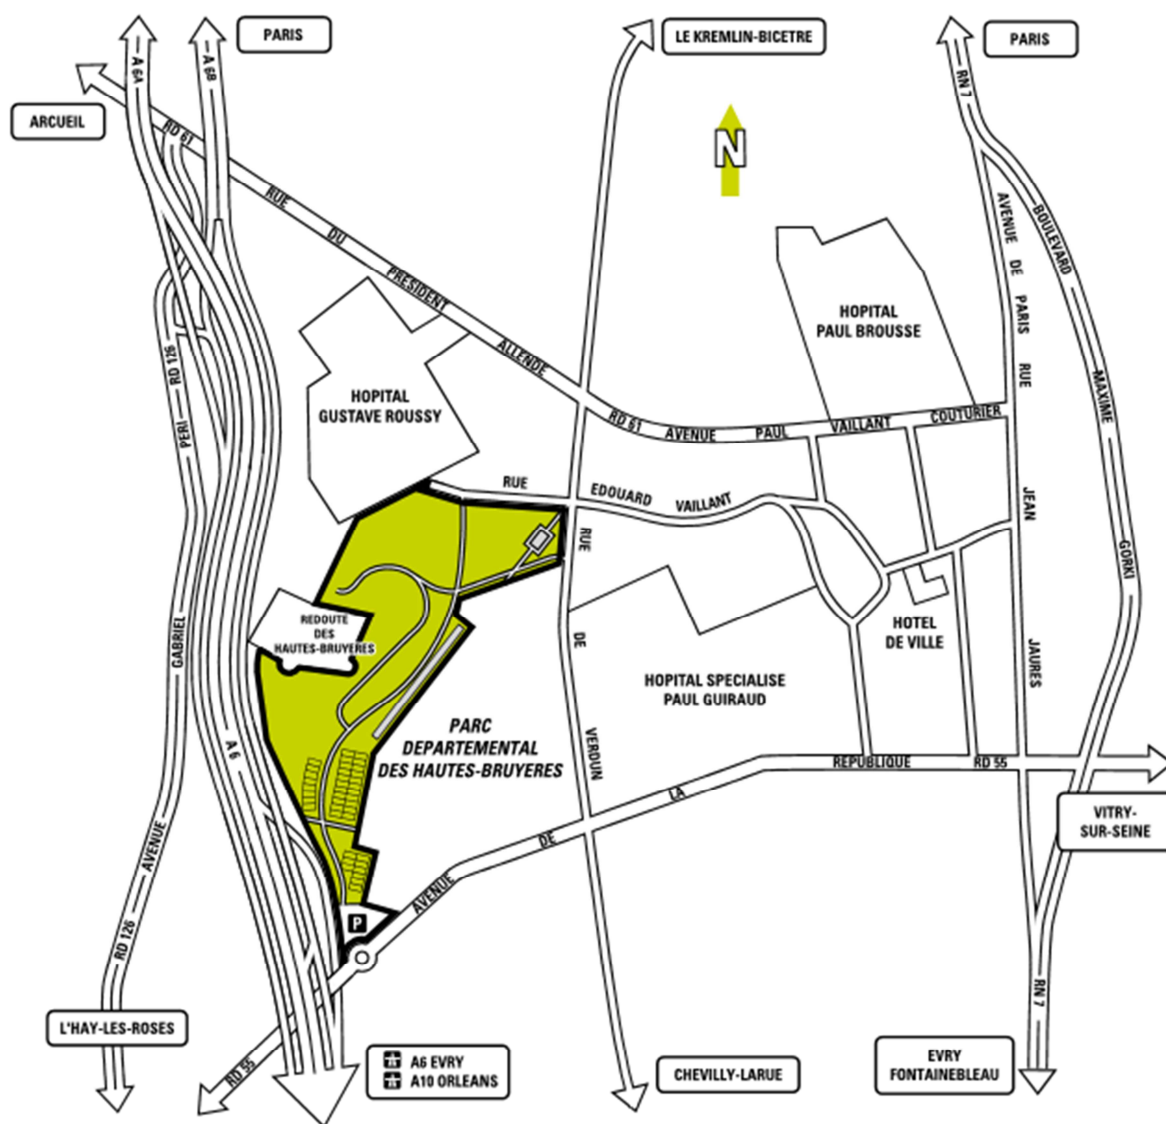 PARIS
LE KREMLIN-BICETRE
PARIS
A 6A
A 6B
RN 7
ARCUEIL
RD 61
N
RUE DU PRESIDENT ALLENDE
AVENUE DE PARIS
BOULEVARD MAXIME GORKI
HOPITAL
PAUL BROUSSE
RD 126
HOPITAL
GUSTAVE ROUSSY
RD 61
AVENUE PAUL VAILLANT COUTURIER
RUE JEAN JAURES
RUE EDOUARD VAILLANT
AVENUE GABRIEL PERI
RUE DE VERDUN
REDOUTE
DES
HAUTES-BRUYERES
HOTEL
DE VILLE
HOPITAL SPECIALISE
PAUL GUIRAUD
PARC
DEPARTEMENTAL
DES HAUTES-BRUYERES
A 6
AVENUE DE LA REPUBLIQUE
RD 55
VITRY-
SUR-SEINE
P
RD 126
RN 7
L'HAY-LES-ROSES
RD 55
A6 EVRY
A10 ORLEANS
CHEVILLY-LARUE
EVRY
FONTAINEBLEAU